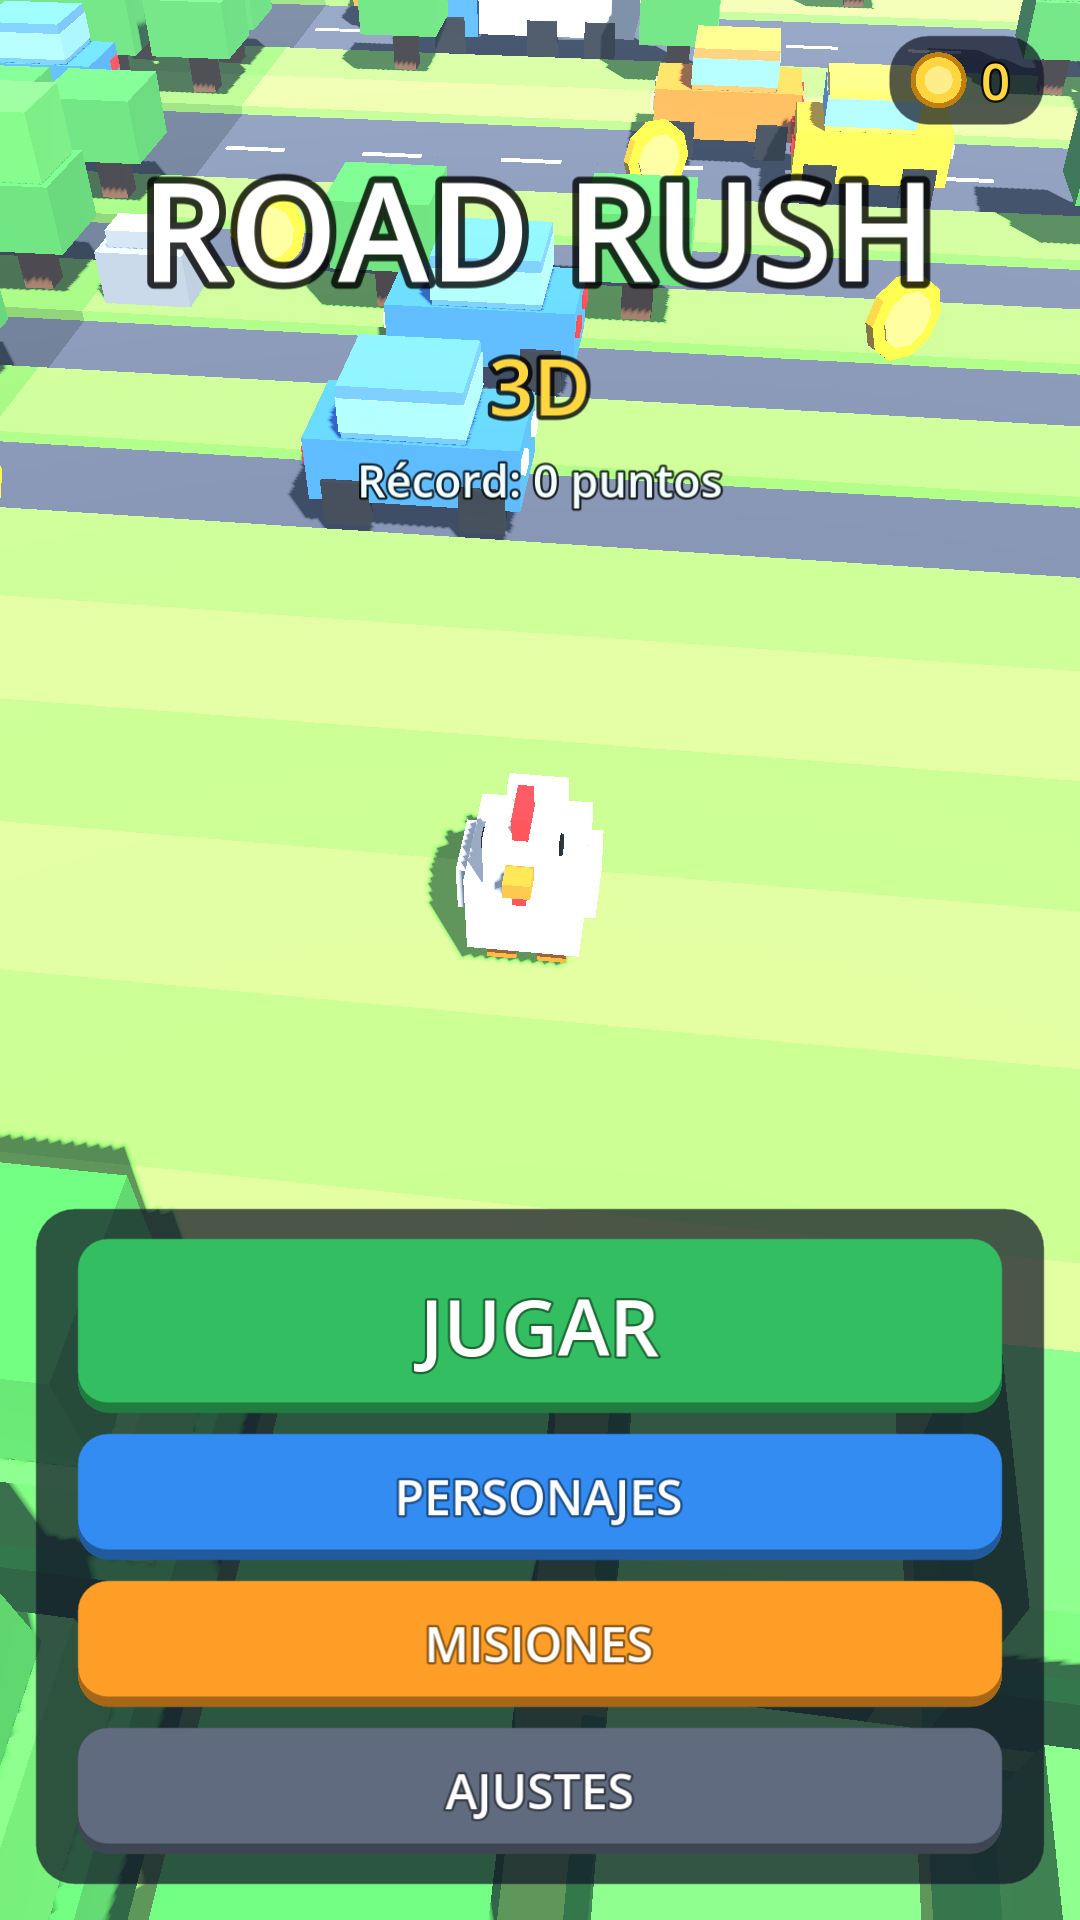 0
ROAD RUSH
3D
Récord: 0 puntos
JUGAR
PERSONAJES
MISIONES
AJUSTES